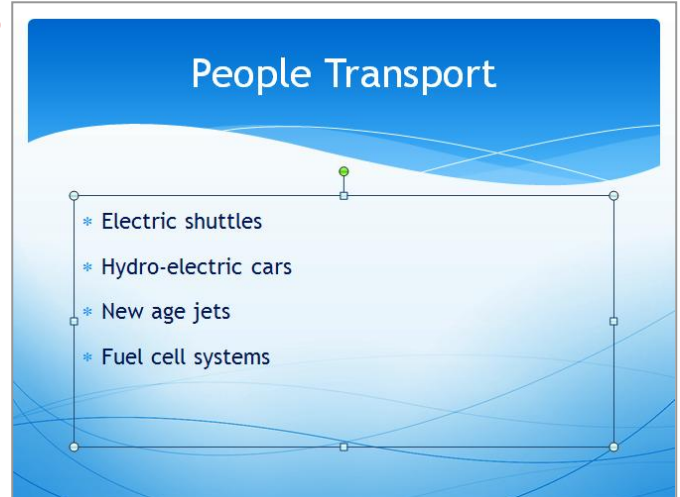 People Transport
* Electric shuttles
* Hydro-electric cars
* New age jets
* Fuel cell systems